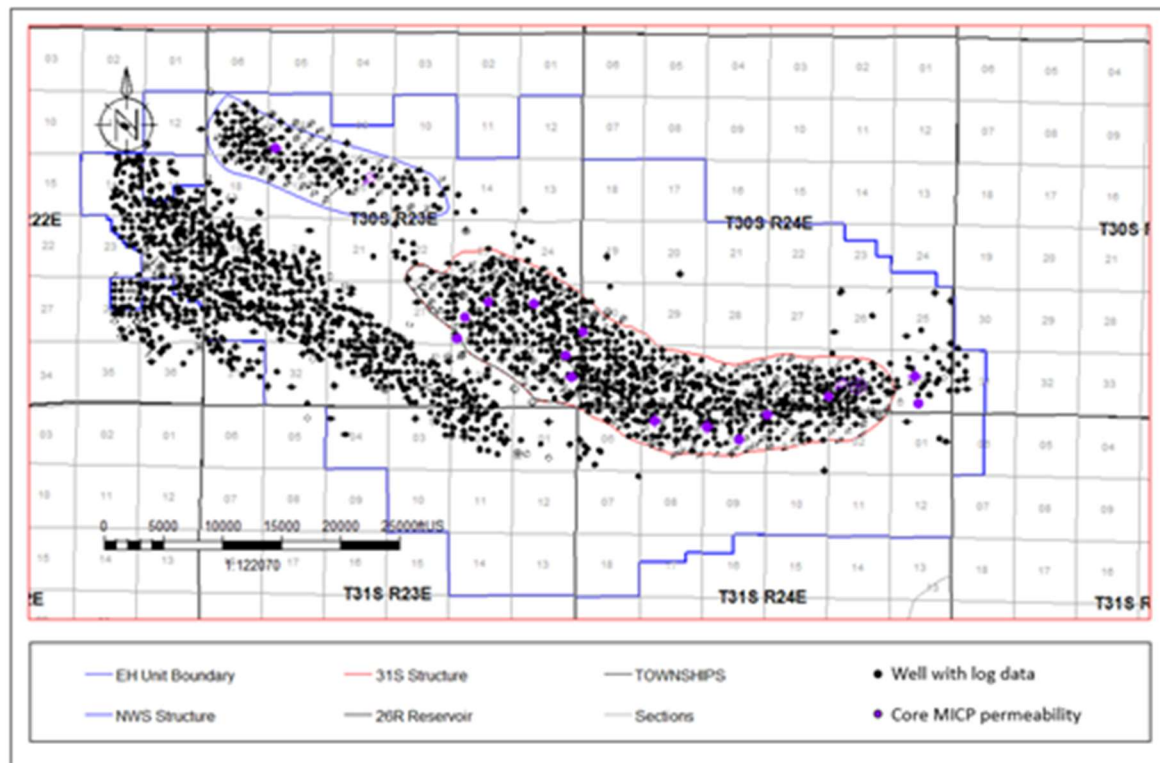 03 02 01 06 05 04 03 02 01 06 05 04 03 02 01 06 05 04
10 12 10 11 12 07 08 09 10 11 12 07 08 09
15 18 14 13 18 17 16 15 14 13 18 17 16
22E T30S R23E T30S R24E T30S R
22 23 21 22 24 19 20 21 22 23 24 19 20 21
27 29 28 27 26 30 29 28
34 35 36 32 33
03 02 01 06 05 04 03 01 06 01 05 04
10 11 12 07 08 09 10 11 12 07 08 09 10 11 12 07 08 09
0 5000 10000 15000 20000 25000ftUS
15 14 13 15 14 13 18 16 15 14 13 18 17 16
1:122070
2E T31S R23E T31S R24E T31S R
EH Unit Boundary 31S Structure TOWNSHIPS Well with log data
NWS Structure 26R Reservoir Sections Core MICP permeability